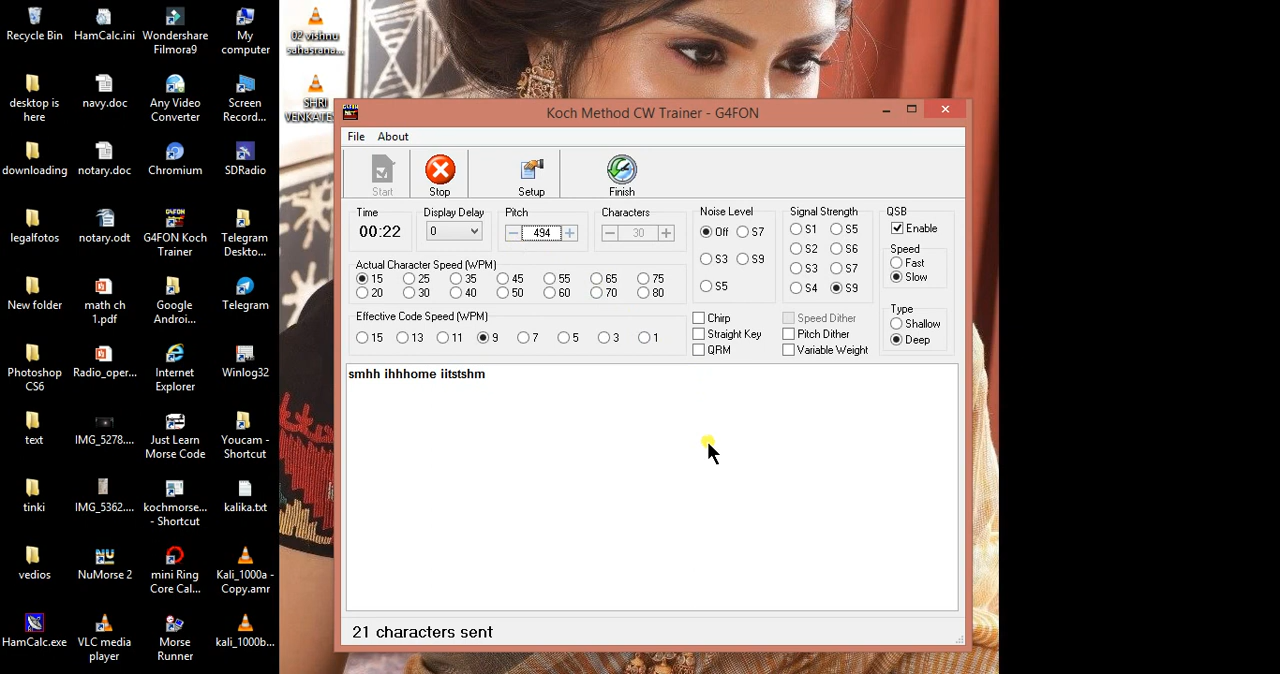 Recycle Bin
HamCalc.ini
Wondershare
Filmora9
My
computer
02 vishnu
sahasrana...
desktop is
here
navy.doc
Any Video
Converter
Screen
Record...
SHRI
VENKATE
downloading
notary.doc
Chromium
SDRadio
legalfotos
notary.odt
G4FON Koch
Trainer
Telegram
Deskto...
New folder
math ch
1.pdf
Google
Androi...
Telegram
Photoshop
CS6
Radio_oper...
Internet
Explorer
Winlog32
text
IMG_5278....
Just Learn
Morse Code
Youcam -
Shortcut
tinki
IMG_5362....
kochmorse...
- Shortcut
kalika.txt
vedios
NuMorse 2
mini Ring
Core Cal...
Kali_1000a -
Copy.amr
HamCalc.exe
VLC media
player
Morse
Runner
kali_1000b...
Koch Method CW Trainer - G4FON
File About
Start Stop Setup Finish
Time Display Delay Pitch Characters
00:22 0 494 30
Actual Character Speed (WPM)
15 25 35 45 55 65 75
20 30 40 50 60 70 80
Effective Code Speed (WPM)
15 13 11 9 7 5 3 1
Noise Level
Off S7
S3 S9
S5
Signal Strength
S1 S5
S2 S6
S3 S7
S4 S9
QSB
Enable
Speed
Fast
Slow
Type
Shallow
Deep
Chirp Speed Dither
Straight Key Pitch Dither
QRM Variable Weight
smhh ihhhome iitstshm
21 characters sent